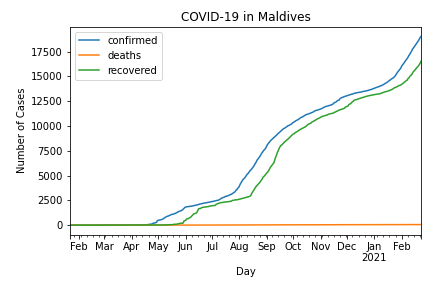 COVID-19 in Maldives
confirmed
deaths
recovered
Number of Cases
17500
15000
12500
10000
7500
5000
2500
0
Feb Mar Apr May Jun Jul Aug Sep Oct Nov Dec Jan Feb
2021
Day